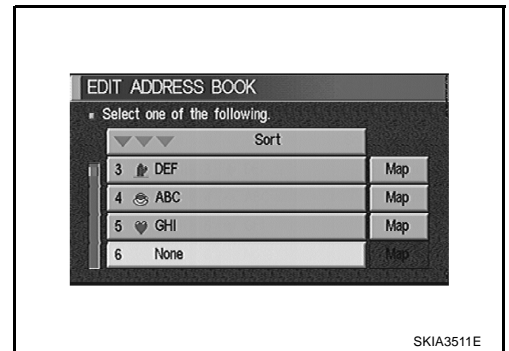 EDIT ADDRESS BOOK
Select one of the following.
Sort
3 DEF Map
4 ABC Map
5 GHI Map
6 None Map
SKIA3511E